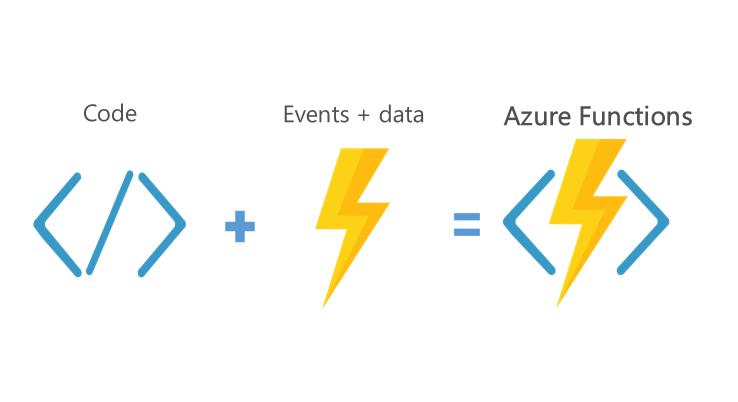 Code
Events + data
Azure Functions